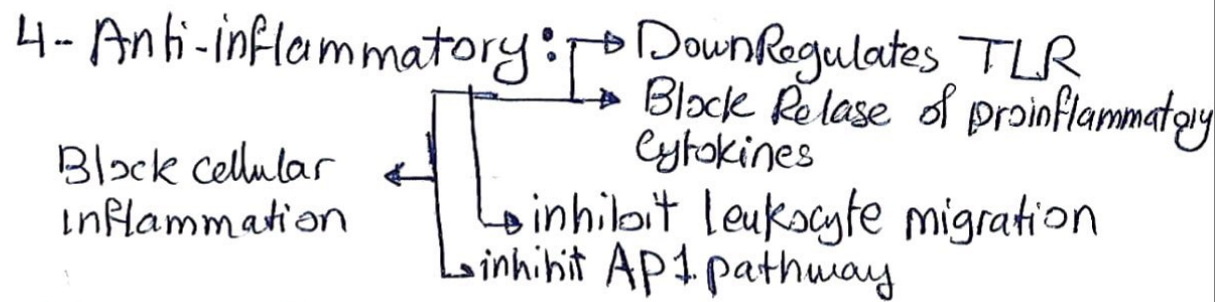 4-- Anti-inflammatory: DownRegulates TLR
Block Relase of proinflammatory
Cytokines
Block cellular
inflammation
inhibit leukocyte migration
inhibit AP1 pathway